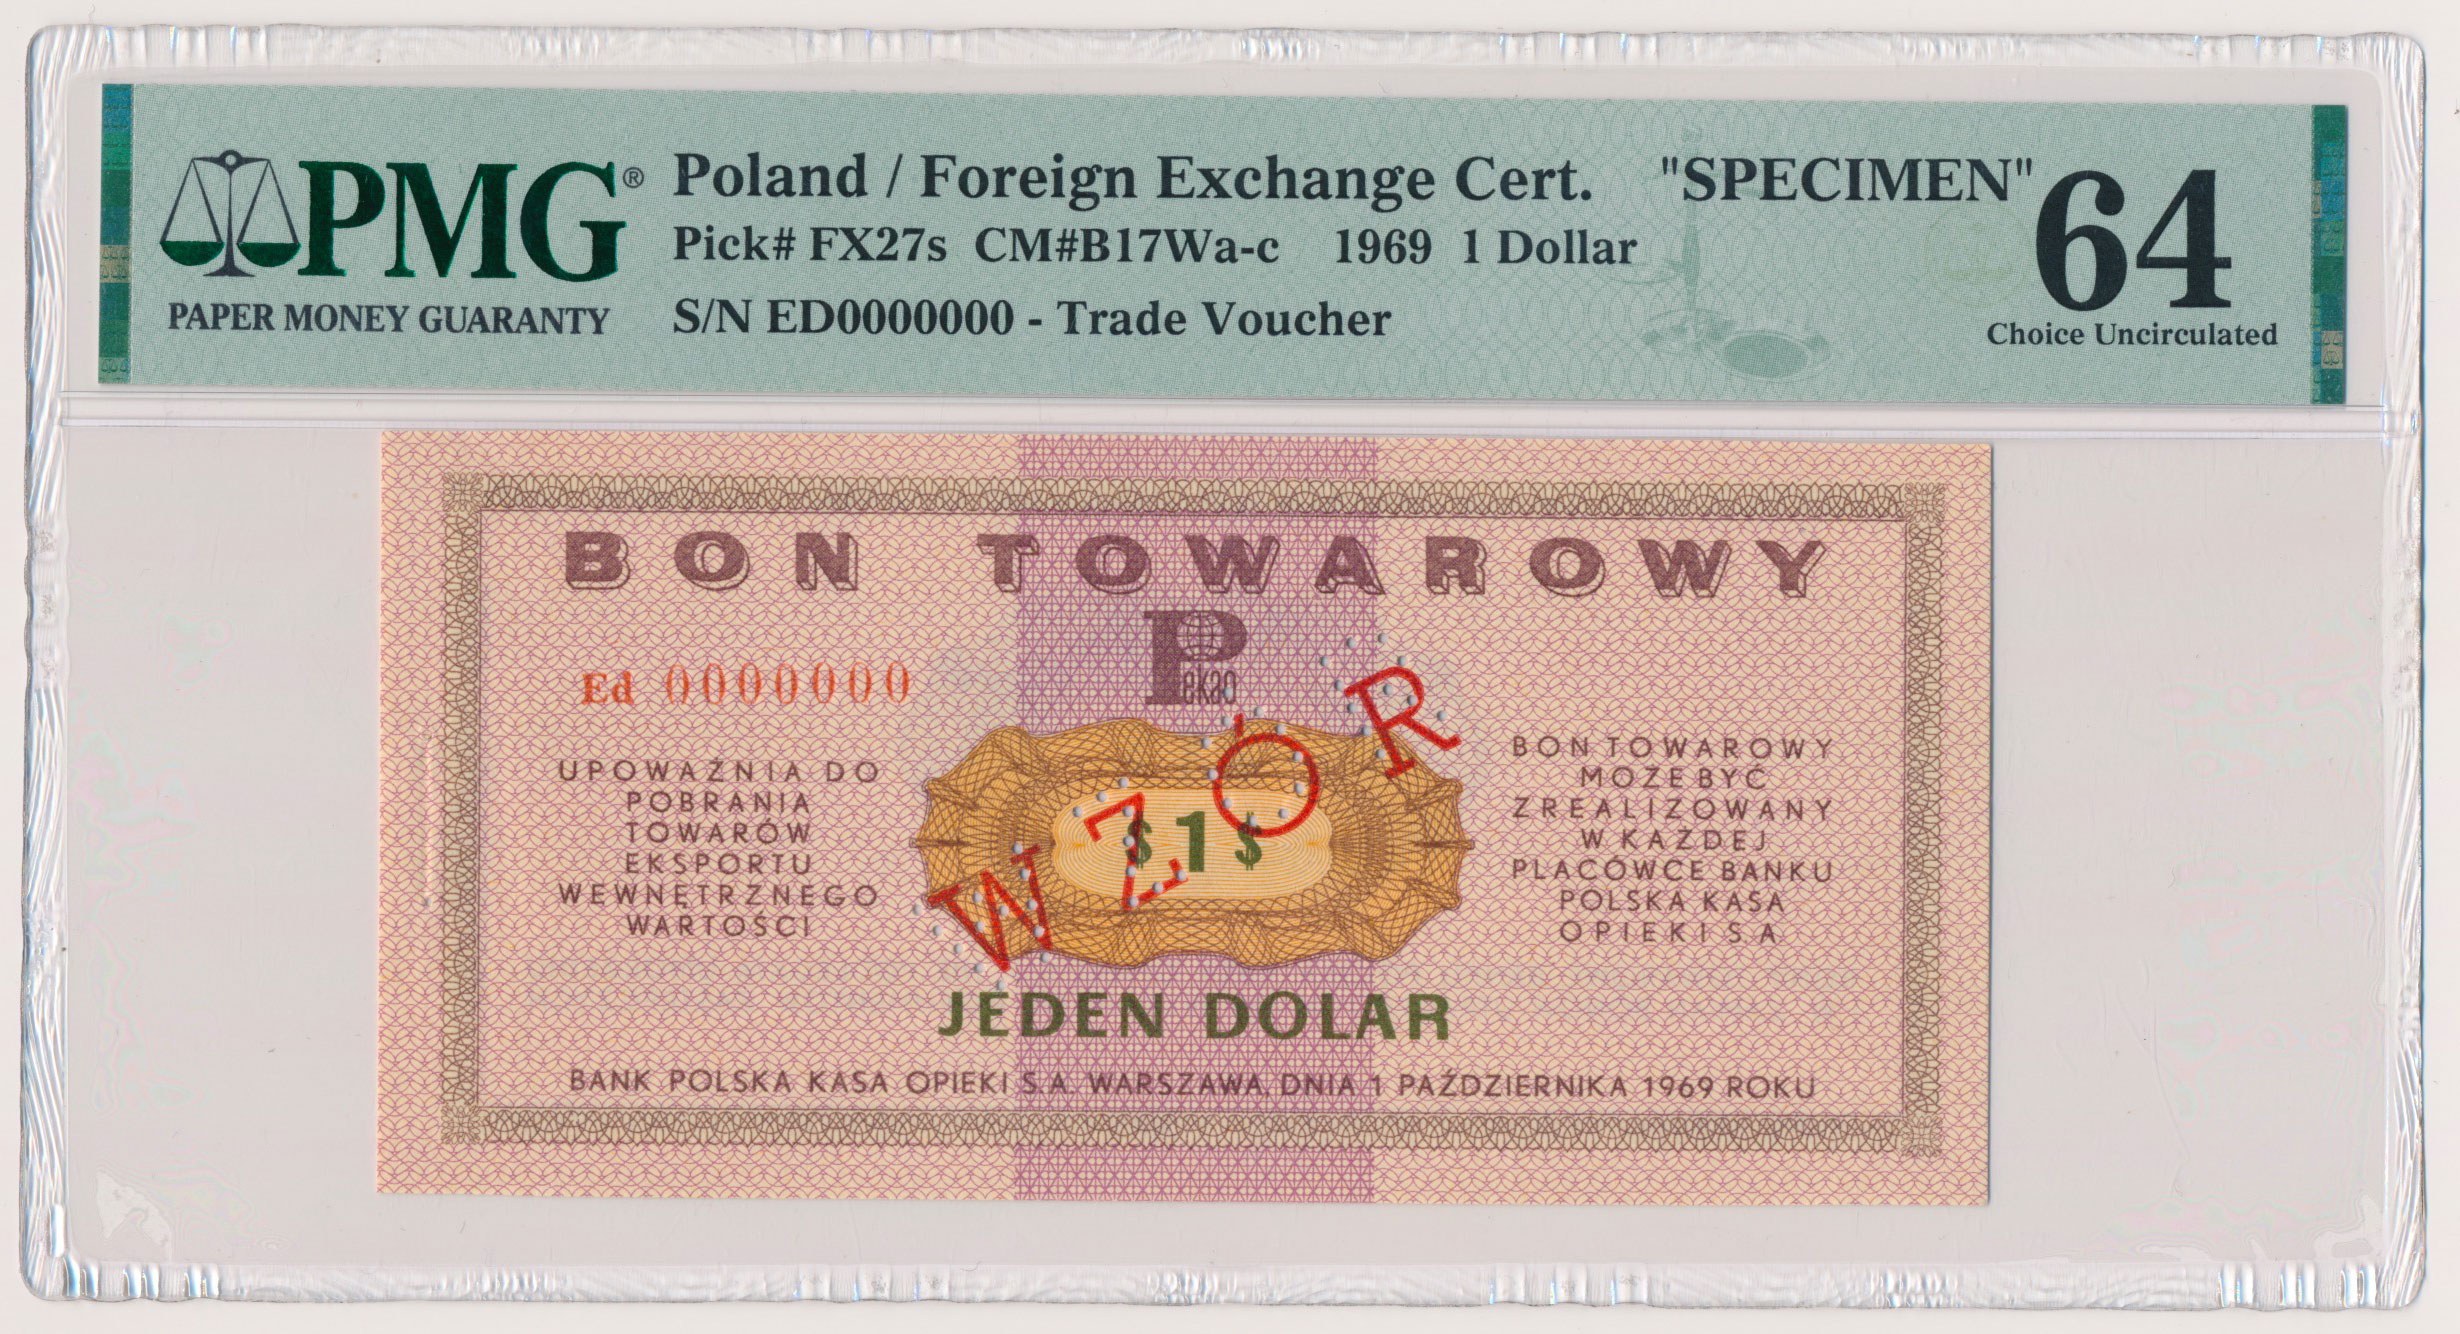 PMG®
PAPER MONEY GUARANTY
Poland / Foreign Exchange Cert. "SPECIMEN"
Pick# FX27s CM#B17Wa-c 1969 1 Dollar
S/N ED0000000 - Trade Voucher
64
Choice Uncirculated
BON TOWAROWY
Pekao
Ed 0000000
UPOWAŻNIA DO
POBRANIA
TOWARÓW
EKSPORTU
WEWNĘTRZNEGO
WARTOŚCI
$1$
WZÓR
BON TOWAROWY
MOŻE BYĆ
ZREALIZOWANY
W KAŻDEJ
PLACÓWCE BANKU
POLSKA KASA
OPIEKI S.A.
JEDEN DOLAR
BANK POLSKA KASA OPIEKI S.A. WARSZAWA, DNIA 1 PAŹDZIERNIKA 1969 ROKU